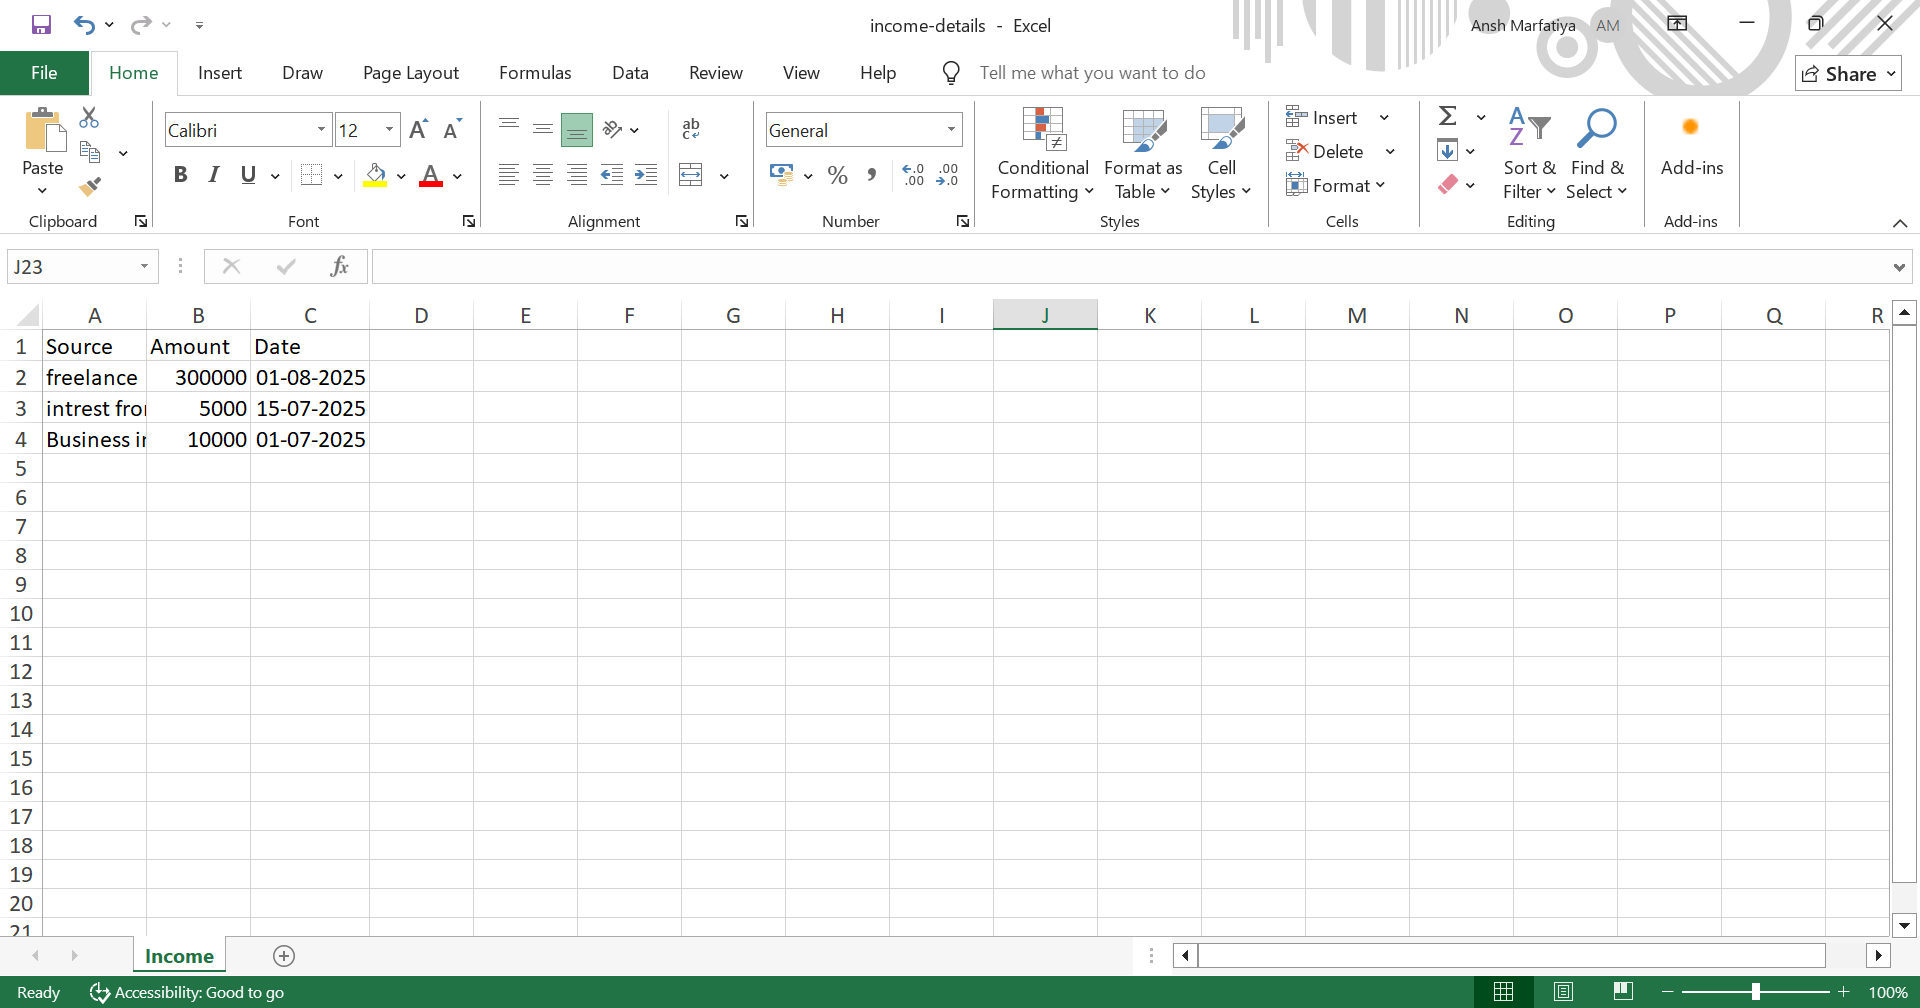 income-details - Excel
Ansh Marfatiya AM
File Home Insert Draw Page Layout Formulas Data Review View Help Tell me what you want to do Share
Paste
Clipboard
Calibri 12
B I U A
Font
ab
Alignment
General
% ,
Number
Conditional Formatting
Format as Table
Cell Styles
Styles
Insert
Delete
Format
Cells
Sort & Filter
Find & Select
Editing
Add-ins
Add-ins
J23 fx
A B C D E F G H I J K L M N O P Q R
1 Source Amount Date
2 freelance 300000 01-08-2025
3 intrest fro 5000 15-07-2025
4 Business i 10000 01-07-2025
5
6
7
8
9
10
11
12
13
14
15
16
17
18
19
20
21
Income
Ready Accessibility: Good to go 100%